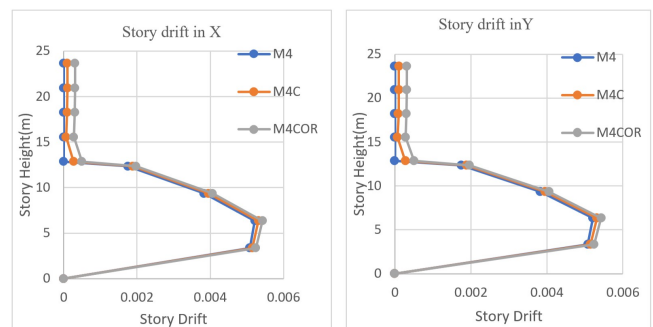 Story drift in X
25
20
15
10
5
0
0
0.002
0.004
0.006
Story Height(m)
Story Drift
M4
M4C
M4COR
Story drift inY
25
20
15
10
5
0
0
0.002
0.004
0.006
Story Height(m)
Story Drift
M4
M4C
M4COR